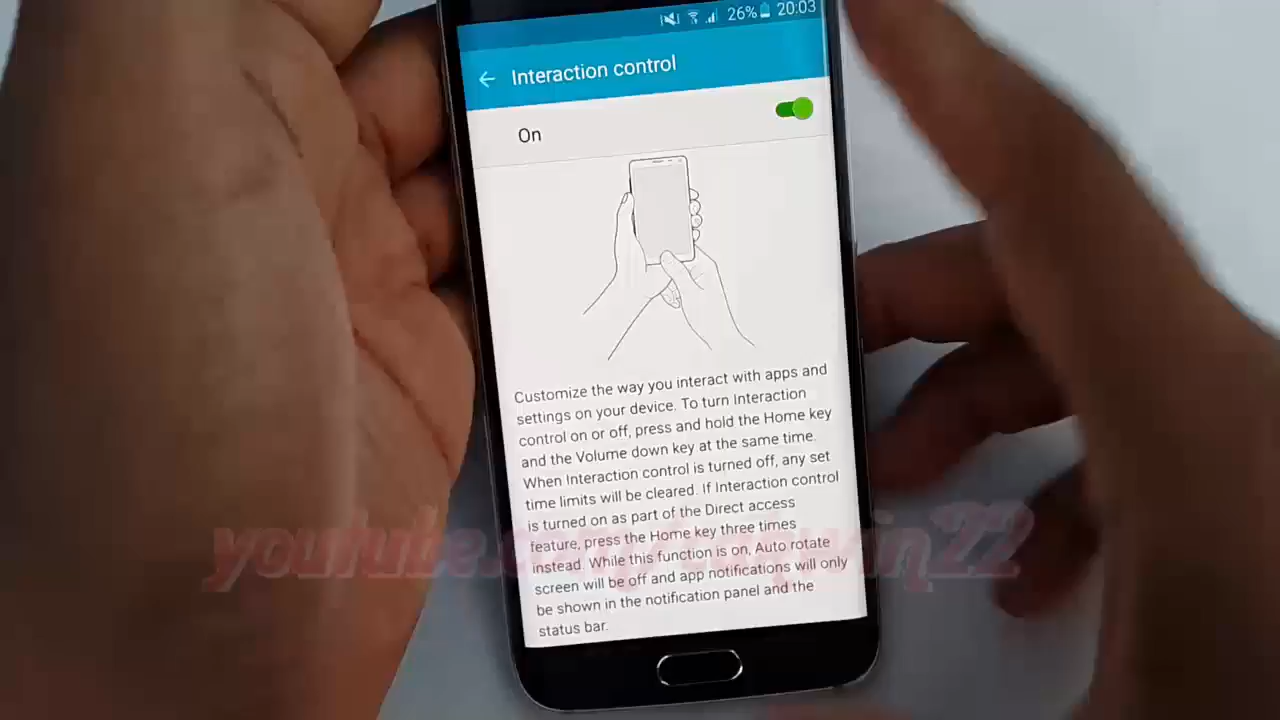 26% 20:03
Interaction control
On
Customize the way you interact with apps and
settings on your device. To turn Interaction
control on or off, press and hold the Home key
and the Volume down key at the same time.
When Interaction control is turned off, any set
time limits will be cleared. If Interaction control
is turned on as part of the Direct access
feature, press the Home key three times
instead. While this function is on, Auto rotate
screen will be off and app notifications will only
be shown in the notification panel and the
status bar.